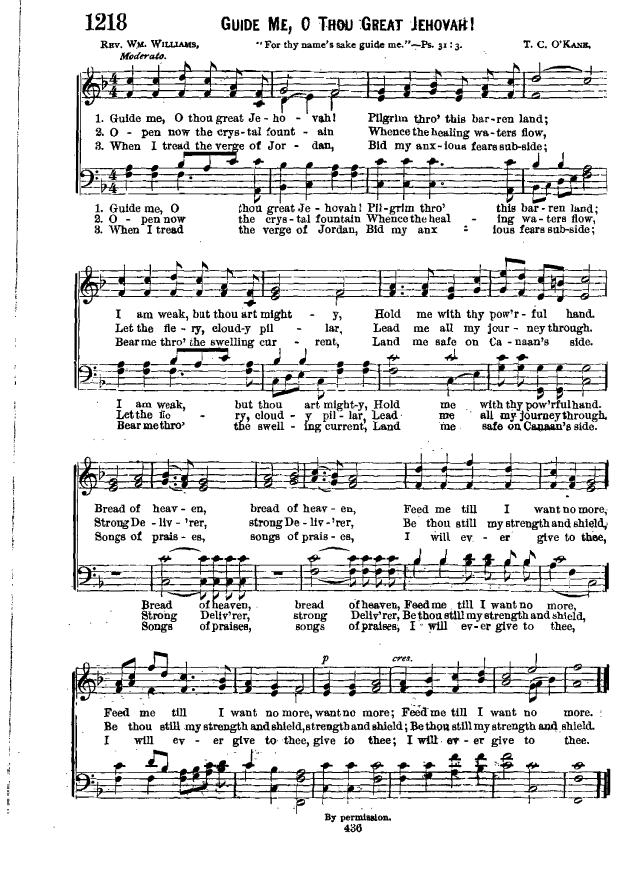 1218 GUIDE ME, O THOU GREAT JEHOVAH!
REV. WM. WILLIAMS, "For thy name's sake guide me."—Ps. 31:3. T. C. O'KANE.
Moderato.
1. Guide me, O thou great Je - ho - vah! Pilgrim thro' this bar-ren land;
2. O - pen now the crys-tal fount - ain Whence the healing wa-ters flow,
3. When I tread the verge of Jor - dan, Bid my anx-ious fears sub-side;
1. Guide me, O thou great Je - hovah! Pil-grim thro' this bar-ren land;
2. O - pen now the crys-tal fountain Whence the heal - ing wa-ters flow,
3. When I tread the verge of Jordan, Bid my anx - ious fears sub-side;
I am weak, but thou art might - y, Hold me with thy pow'r-ful hand.
Let the fie - ry, cloud-y pil - lar, Lead me all my jour-ney through.
Bear me thro' the swelling cur - rent, Land me safe on Ca-naan's side.
I am weak, but thou art might-y, Hold me with thy pow'rful hand.
Let the fie - ry, cloud - y pil-lar, Lead me all my journey through.
Bear me thro' the swell-ing current, Land me safe on Canaan's side.
Bread of heav-en, bread of heav-en, Feed me till I want no more,
Strong De-liv-'rer, strong De-liv-'rer, Be thou still my strength and shield,
Songs of prais-es, songs of prais-es, I will ev-er give to thee,
Bread of heaven, bread of heaven, Feed me till I want no more,
Strong Deliv'rer, strong Deliv'rer, Be thou still my strength and shield,
Songs of praises, songs of praises, I will ev-er give to thee,
p cres.
Feed me till I want no more, want no more; Feed me till I want no more.
Be thou still my strength and shield, strength and shield; Be thou still my strength and shield.
I will ev-er give to thee, give to thee; I will ev-er give to thee.
By permission.
436